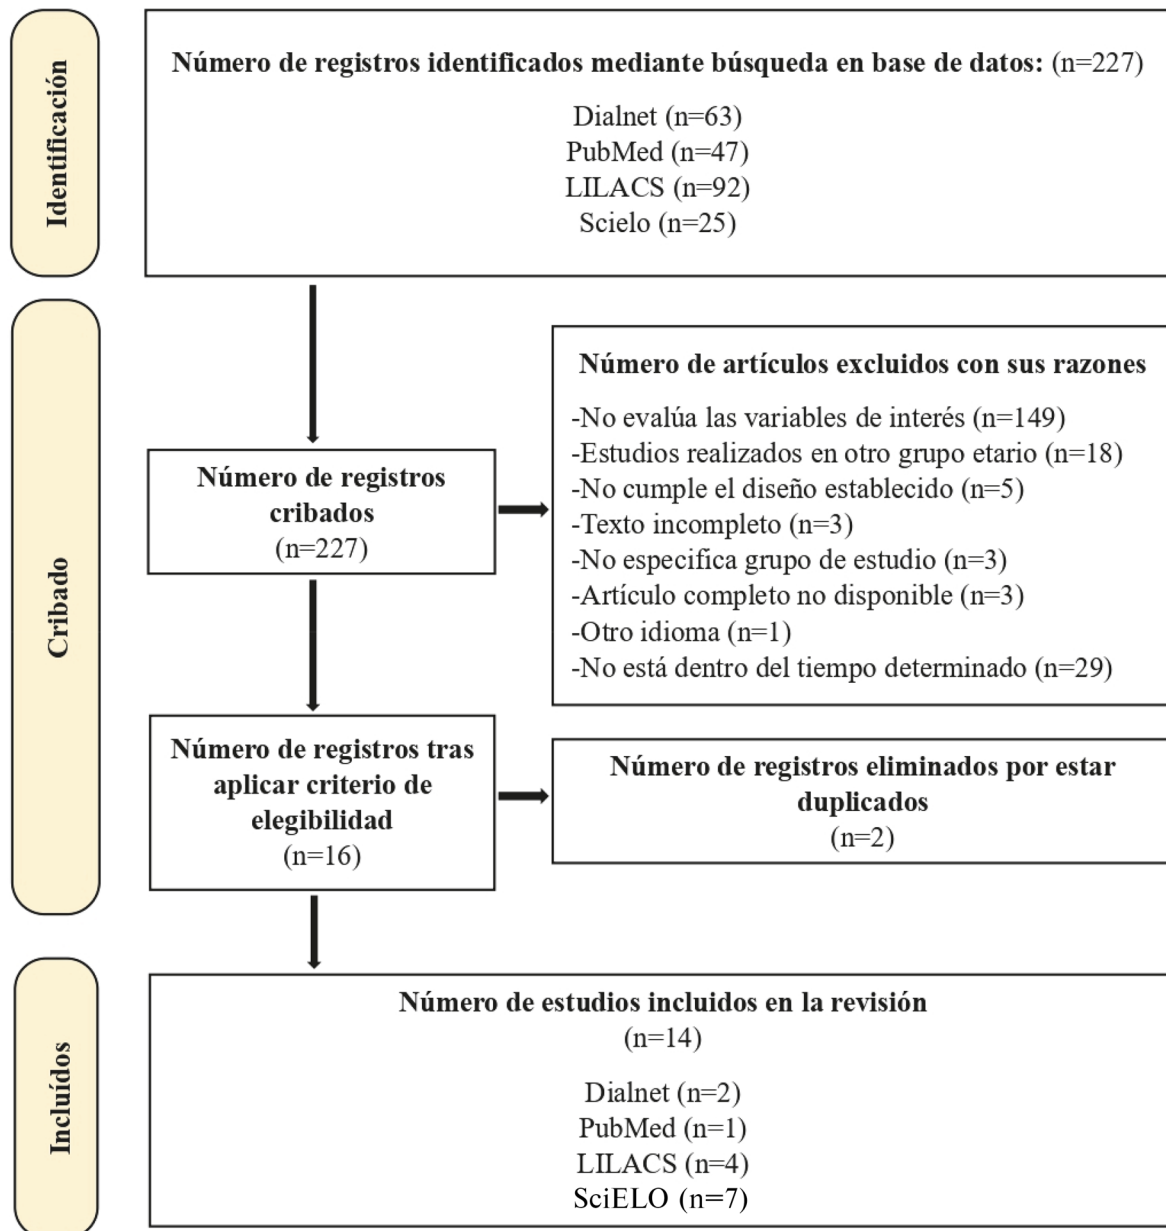 Identificación
Número de registros identificados mediante búsqueda en base de datos: (n=227)
Dialnet (n=63)
PubMed (n=47)
LILACS (n=92)
Scielo (n=25)
Cribado
Número de registros
cribados
(n=227)
Número de artículos excluidos con sus razones
-No evalúa las variables de interés (n=149)
-Estudios realizados en otro grupo etario (n=18)
-No cumple el diseño establecido (n=5)
-Texto incompleto (n=3)
-No especifica grupo de estudio (n=3)
-Artículo completo no disponible (n=3)
-Otro idioma (n=1)
-No está dentro del tiempo determinado (n=29)
Número de registros tras
aplicar criterio de
elegibilidad
(n=16)
Número de registros eliminados por estar
duplicados
(n=2)
Incluídos
Número de estudios incluidos en la revisión
(n=14)
Dialnet (n=2)
PubMed (n=1)
LILACS (n=4)
SciELO (n=7)